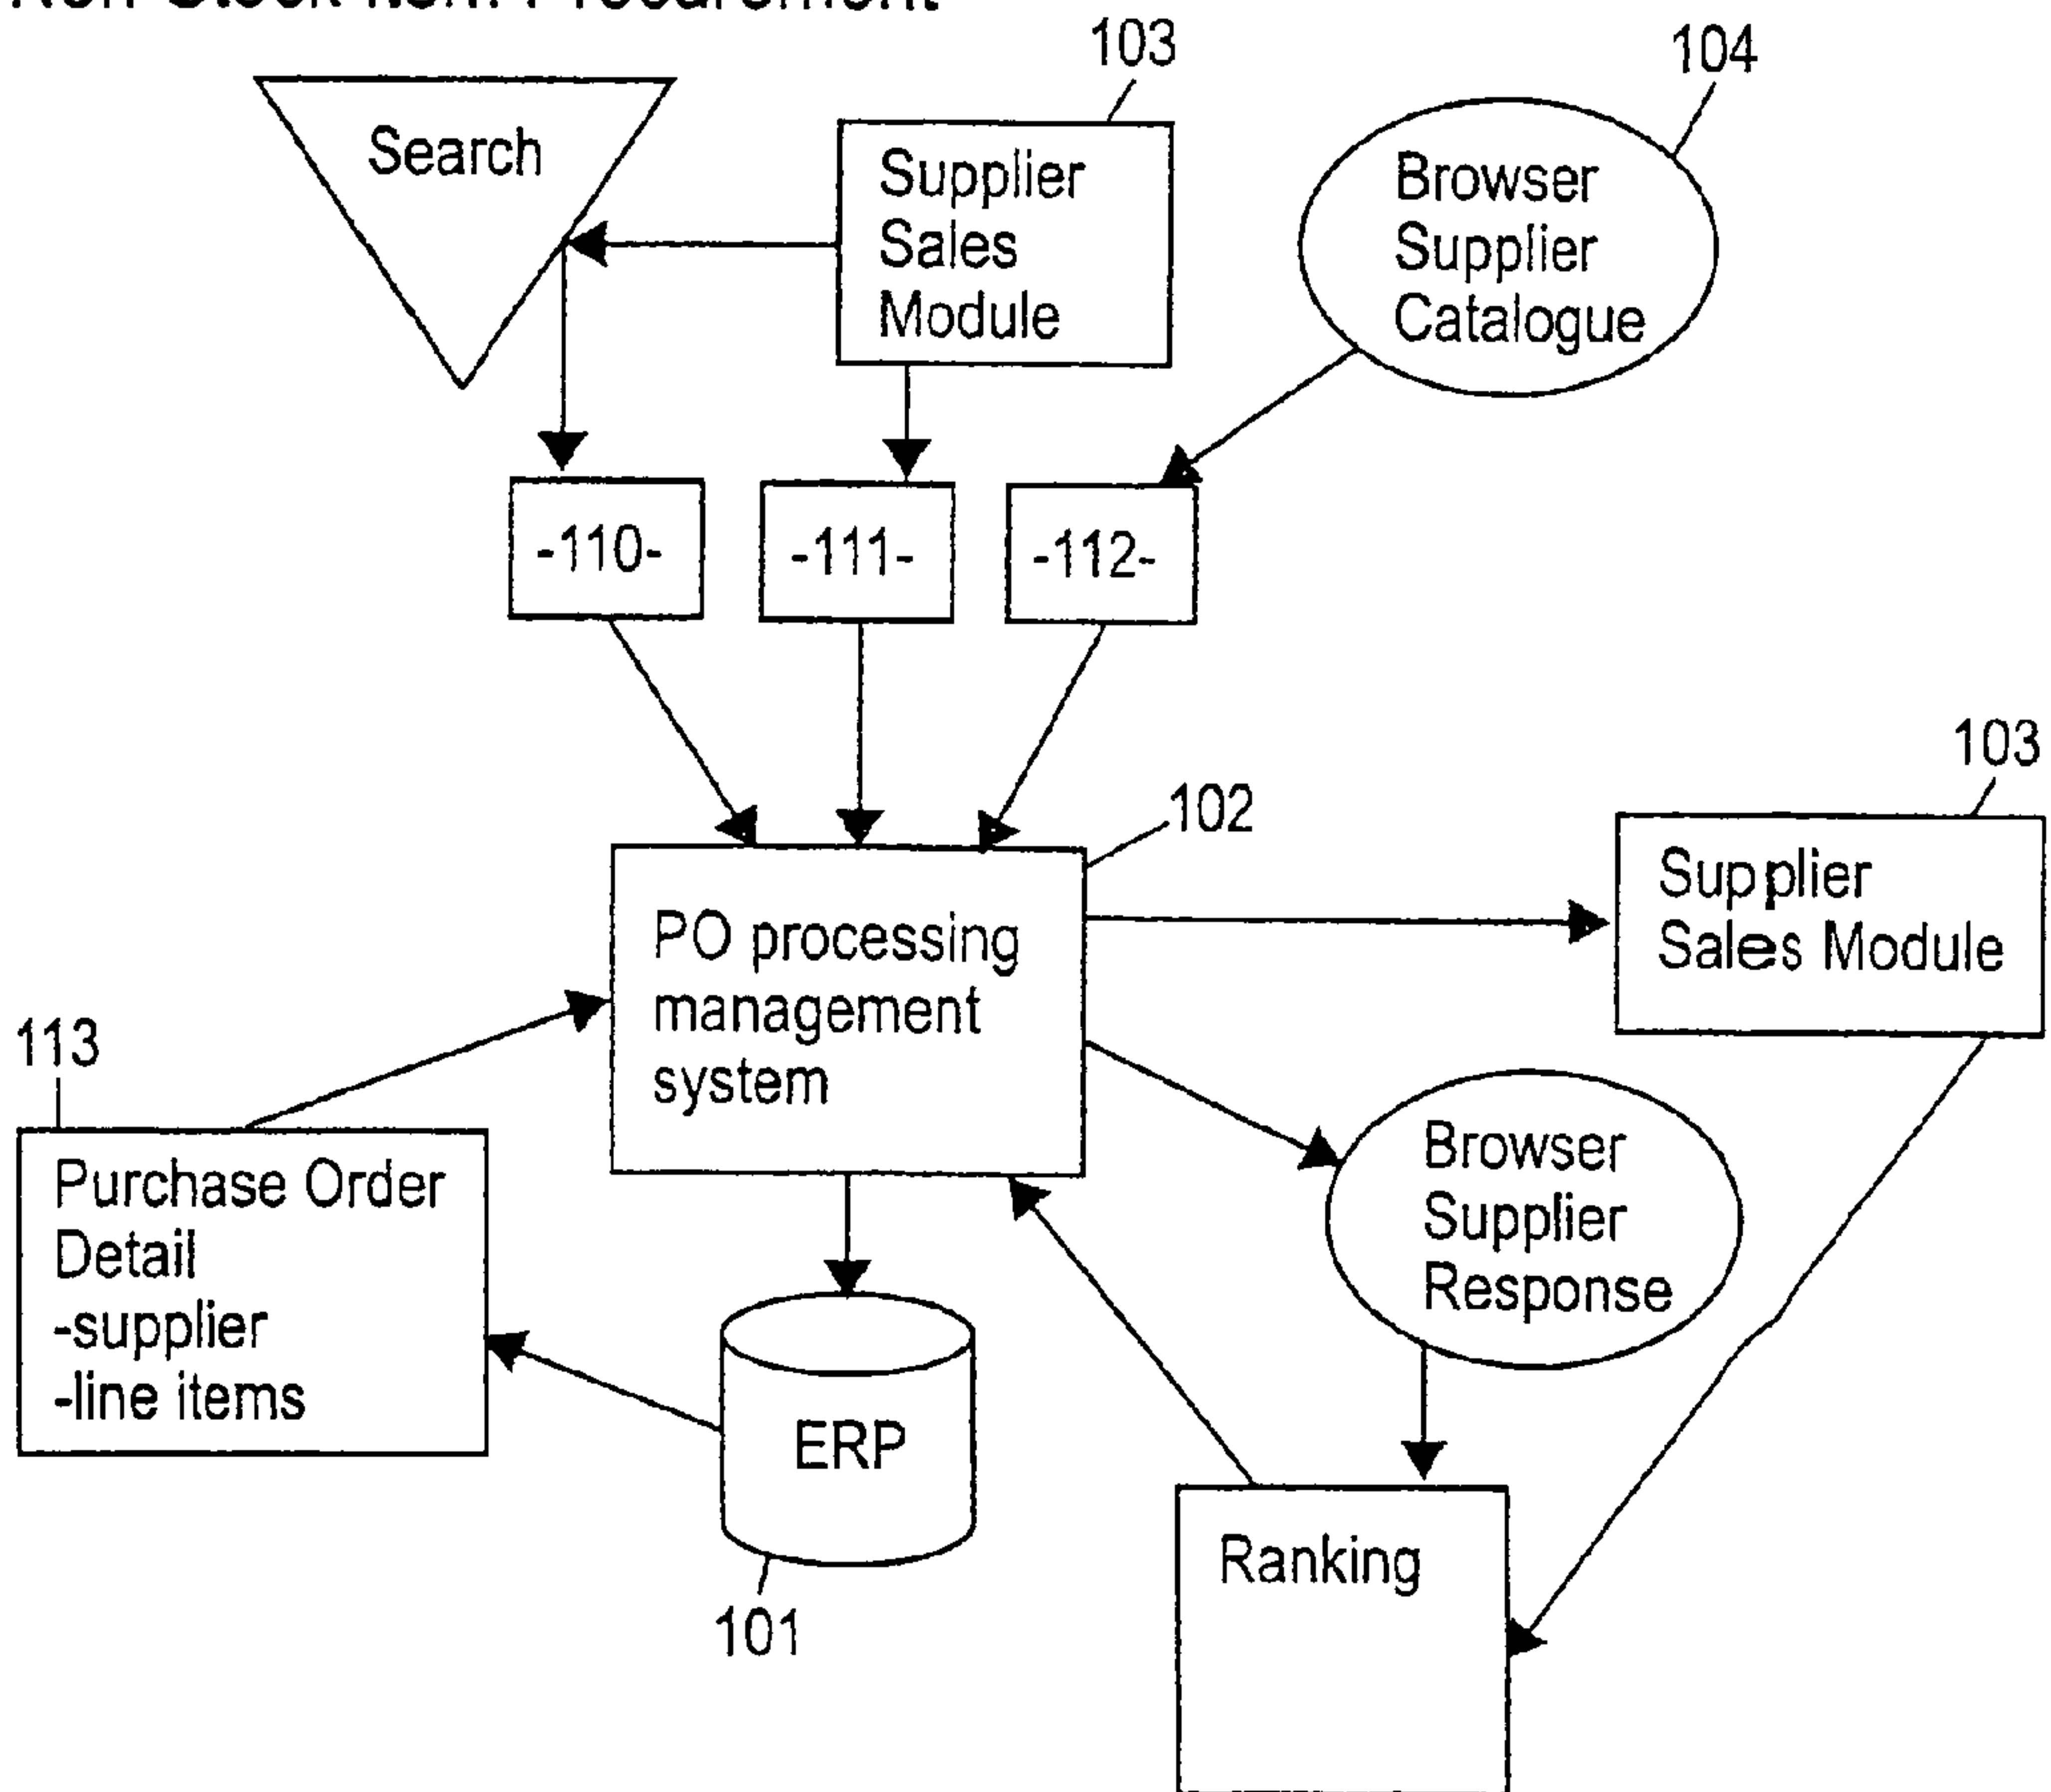 103
104
Search
Supplier
Sales
Module
Browser
Supplier
Catalogue
-110-
-111-
-112-
103
102
Supplier
Sales Module
PO processing
management
system
113
Purchase Order
Detail
-supplier
-line items
Browser
Supplier
Response
ERP
Ranking
101